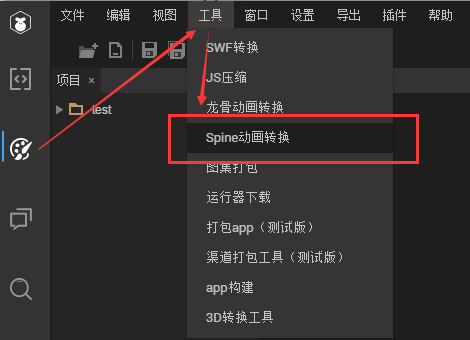 文件 编辑 视图 工具 窗口 设置 导出 插件 帮助
项目 ×
test
SWF转换
JS压缩
龙骨动画转换
Spine动画转换
图集打包
运行器下载
打包app（测试版）
渠道打包工具（测试版）
app构建
3D转换工具